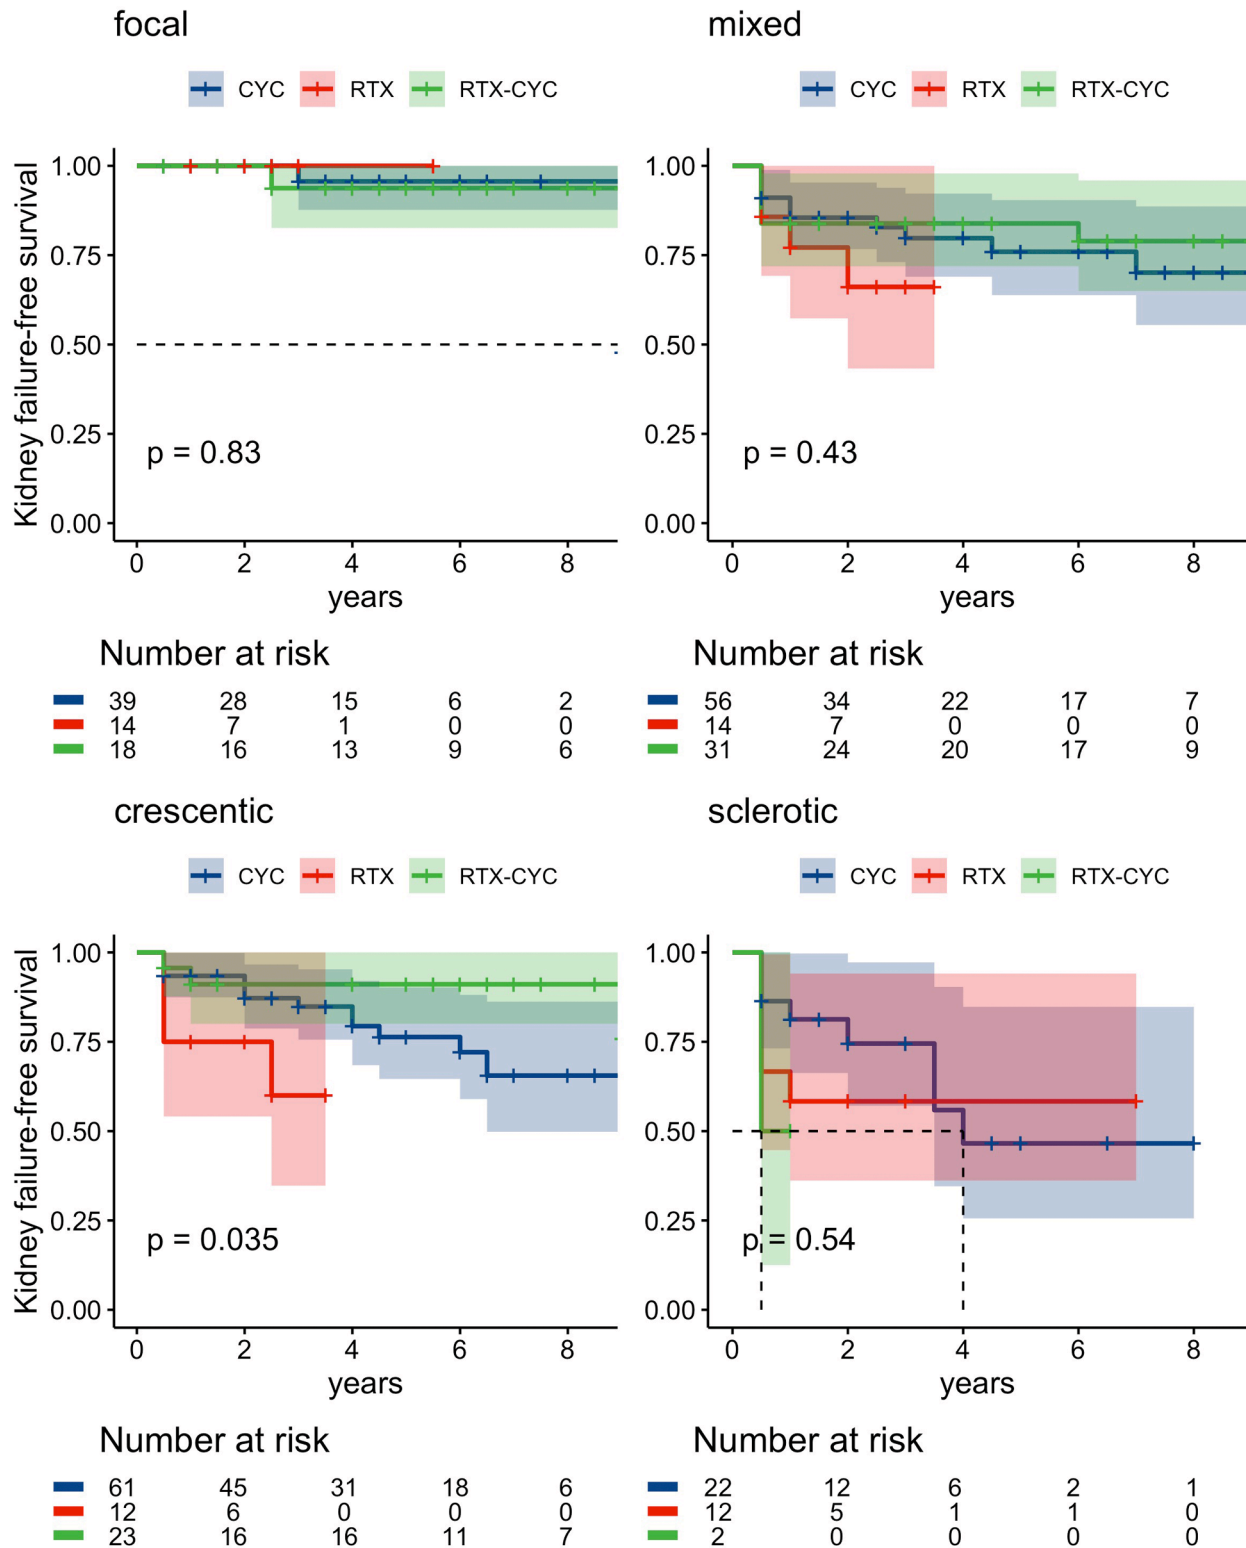 focal
CYC RTX RTX-CYC
Kidney failure-free survival
1.00
0.75
0.50
0.25
0.00
p = 0.83
0 2 4 6 8
years
Number at risk
39 28 15 6 2
14 7 1 0 0
18 16 13 9 6
mixed
CYC RTX RTX-CYC
1.00
0.75
0.50
0.25
0.00
p = 0.43
0 2 4 6 8
years
Number at risk
56 34 22 17 7
14 7 0 0 0
31 24 20 17 9
crescentic
CYC RTX RTX-CYC
Kidney failure-free survival
1.00
0.75
0.50
0.25
0.00
p = 0.035
0 2 4 6 8
years
Number at risk
61 45 31 18 6
12 6 0 0 0
23 16 16 11 7
sclerotic
CYC RTX RTX-CYC
1.00
0.75
0.50
0.25
0.00
p = 0.54
0 2 4 6 8
years
Number at risk
22 12 6 2 1
12 5 1 1 0
2 0 0 0 0